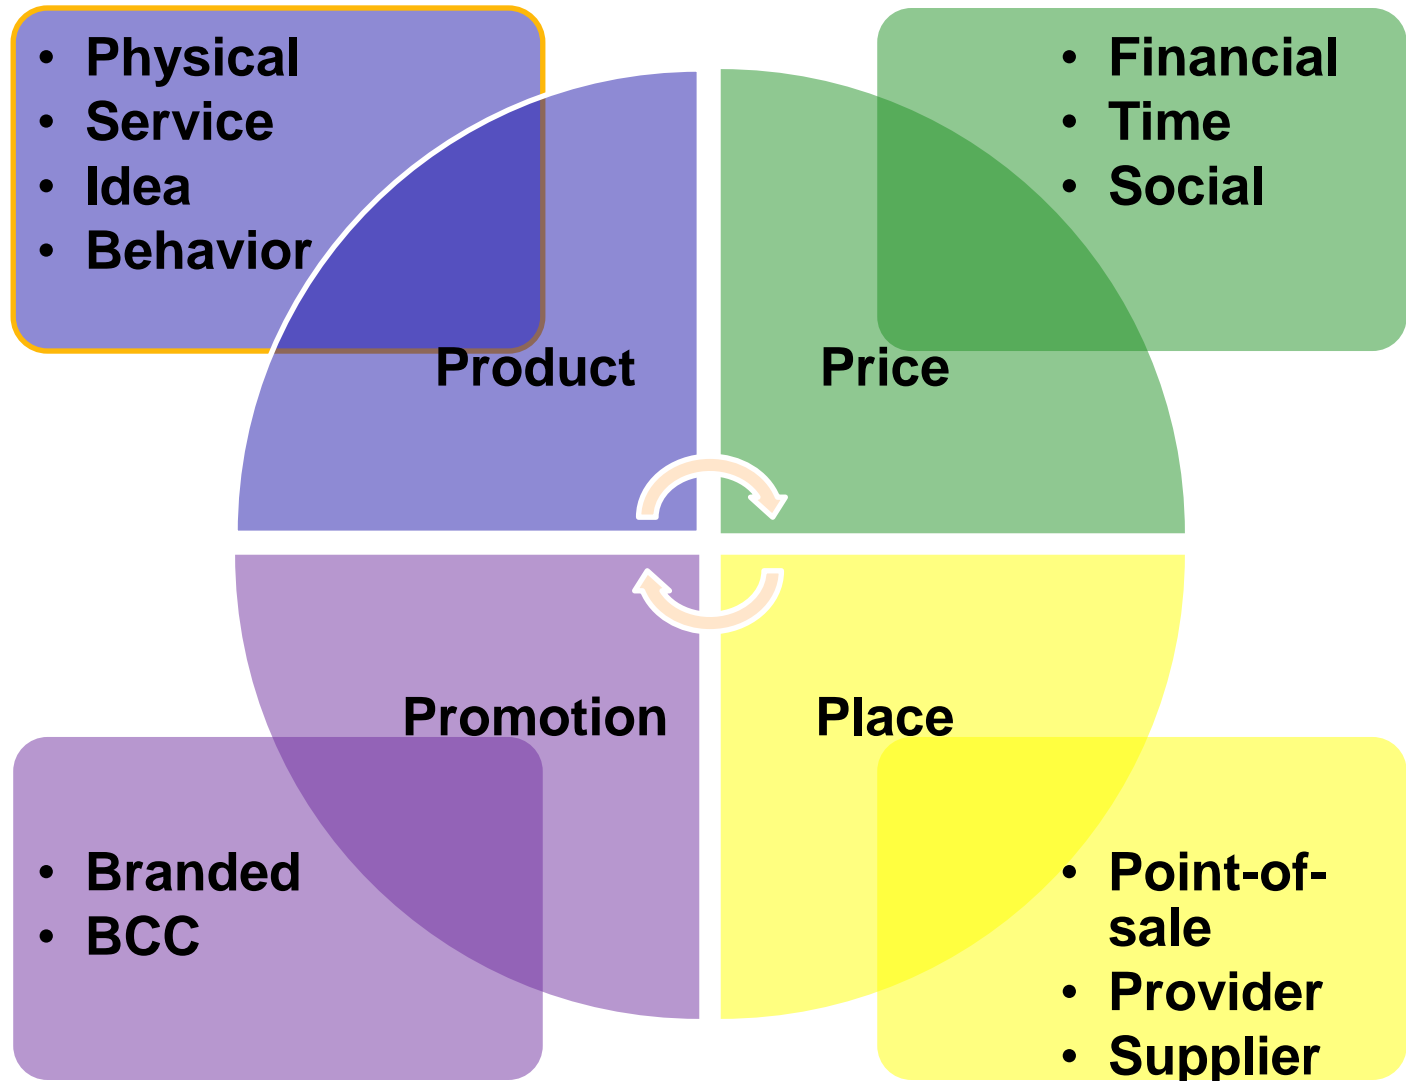 • Physical
• Service
• Idea
• Behavior
• Financial
• Time
• Social
Product
Price
Promotion
Place
• Branded
• BCC
• Point-of-
sale
• Provider
• Supplier